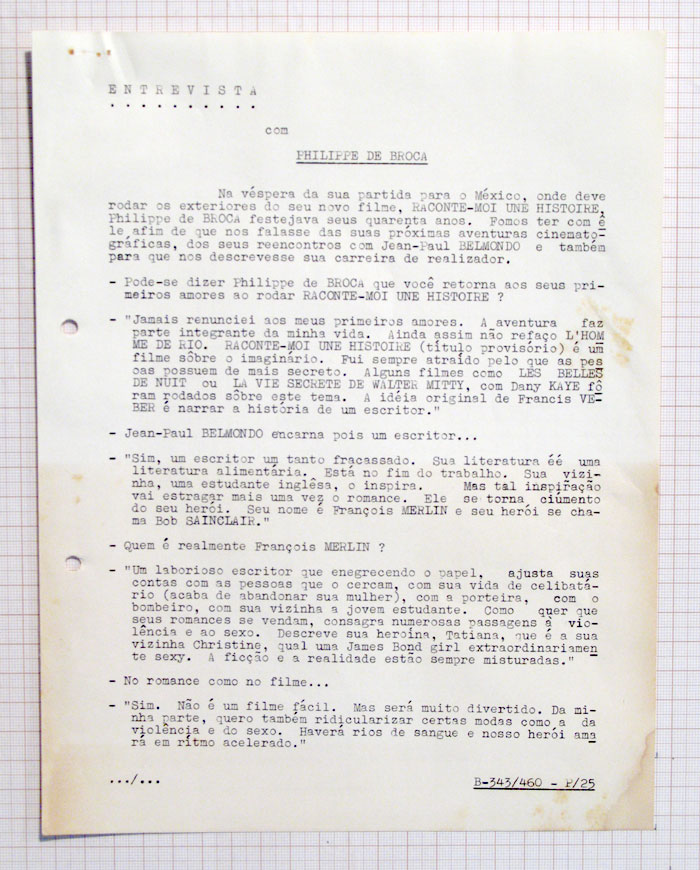 E N T R E V I S T A
. . . . . . . . . .
com
PHILIPPE DE BROCA
Na véspera da sua partida para o México, onde deve
rodar os exteriores do seu novo filme, RACONTE-MOI UNE HISTOIRE,
Philippe de BROCA festejava seus quarenta anos. Fomos ter com ê
le afim de que nos falasse das suas próximas aventuras cinemato-
gráficas, dos seus reencontros com Jean-Paul BELMONDO e também
para que nos descrevesse sua carreira de realizador.
- Pode-se dizer Philippe de BROCA que você retorna aos seus pri-
meiros amores ao rodar RACONTE-MOI UNE HISTOIRE ?
- "Jamais renunciei aos meus primeiros amores. A aventura faz
parte integrante da minha vida. Ainda assim não refaço L'HOM
ME DE RIO. RACONTE-MOI UNE HISTOIRE (título provisório) é um
filme sôbre o imaginário. Fui sempre atraído pelo que as pes
oas possuem de mais secreto. Alguns filmes como LES BELLES
DE NUIT ou LA VIE SECRETE DE WALTER MITTY, com Dany KAYE fô
ram rodados sôbre este tema. A idéia original de Francis VE-
BER é narrar a história de um escritor."
- Jean-Paul BELMONDO encarna pois um escritor...
- "Sim, um escritor um tanto fracassado. Sua literatura éé uma
literatura alimentária. Está no fim do trabalho. Sua vizi-
nha, uma estudante inglêsa, o inspira. Mas tal inspiração
vai estragar mais uma vez o romance. Ele se torna ciumento
do seu herói. Seu nome é François MERLIN e seu herói se cha-
ma Bob SAINCLAIR."
- Quem é realmente François MERLIN ?
- "Um laborioso escritor que enegrecendo o papel, ajusta suas
contas com as pessoas que o cercam, com sua vida de celibatá-
rio (acaba de abandonar sua mulher), com a porteira, com o
bombeiro, com sua vizinha a jovem estudante. Como quer que
seus romances se vendam, consagra numerosas passagens à vio-
lência e ao sexo. Descreve sua heroína, Tatiana, que é a sua
vizinha Christine, qual uma James Bond girl extraordinariamen
te sexy. A ficção e a realidade estão sempre misturadas."
- No romance como no filme...
- "Sim. Não é um filme fácil. Mas será muito divertido. Da mi-
nha parte, quero também ridicularizar certas modas como a da
violência e do sexo. Haverá rios de sangue e nosso herói ama
rá em rítmo acelerado."
.../...
B-343/460 - P/25